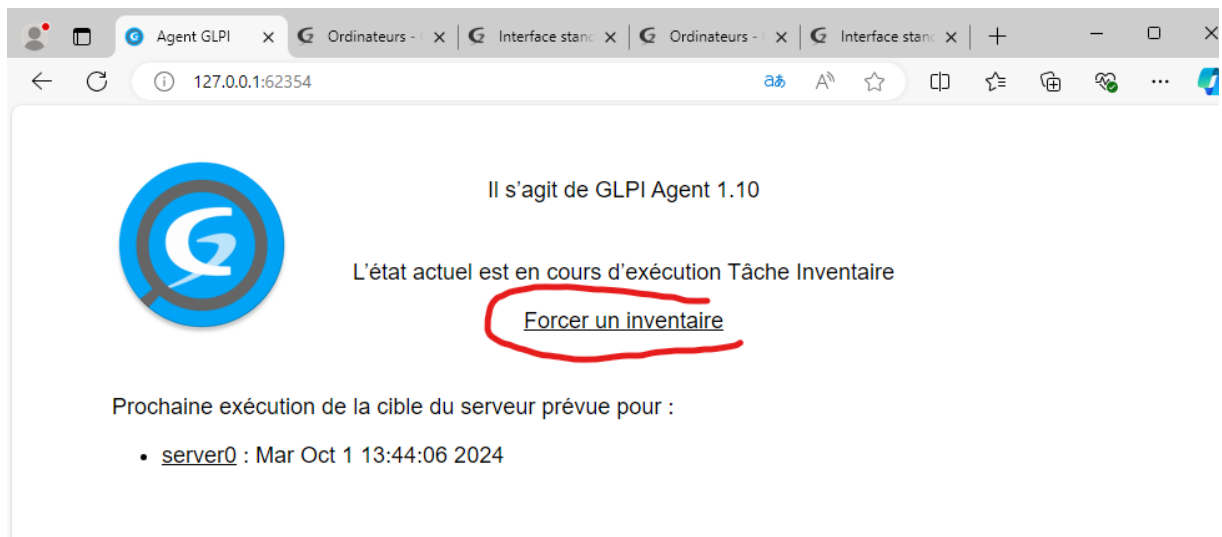 Agent GLPI
Ordinateurs -
Interface stanc
Ordinateurs -
Interface stanc
127.0.0.1:62354
Il s’agit de GLPI Agent 1.10
L’état actuel est en cours d’exécution Tâche Inventaire
Forcer un inventaire
Prochaine exécution de la cible du serveur prévue pour :
• server0 : Mar Oct 1 13:44:06 2024